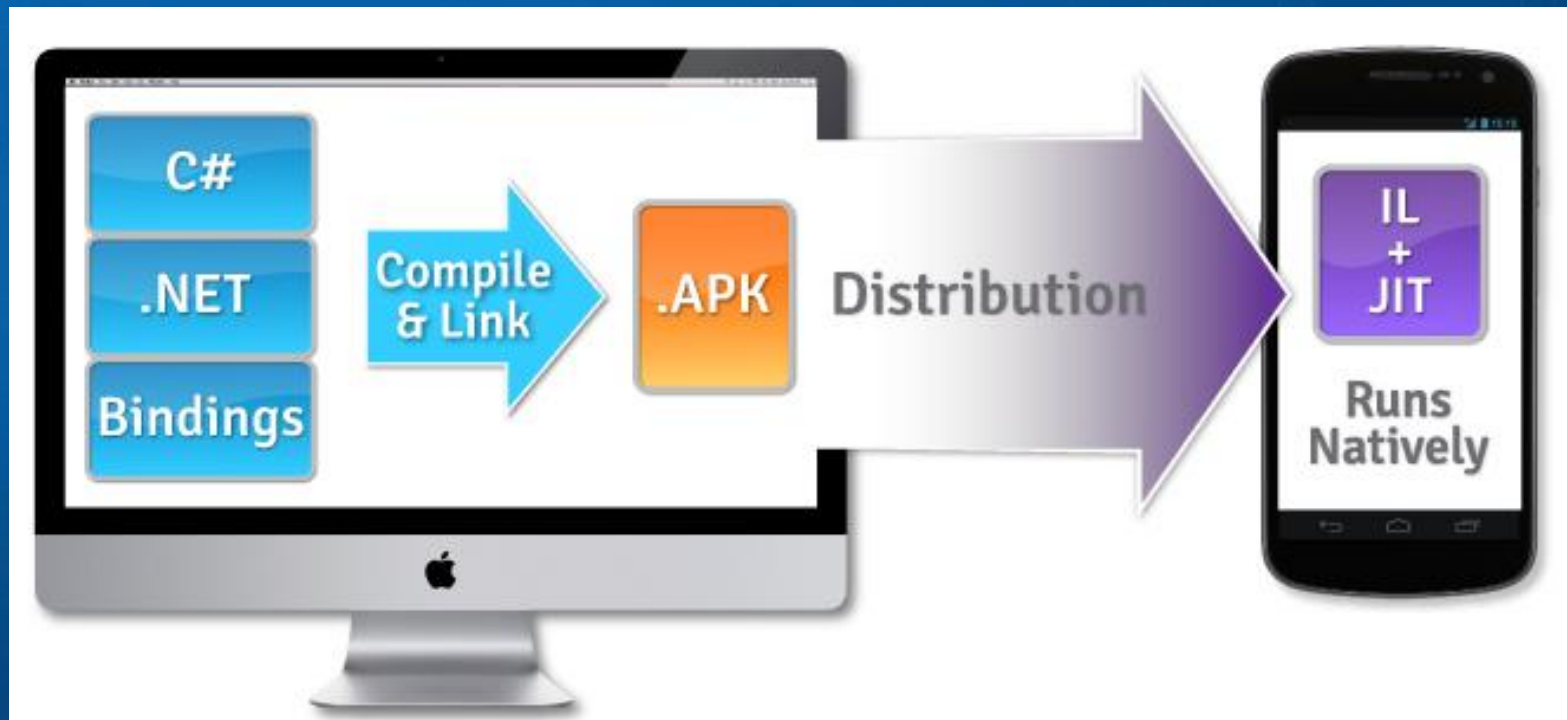 C#
.NET
Bindings
Compile
& Link
.APK
Distribution
IL
+
JIT
Runs
Natively